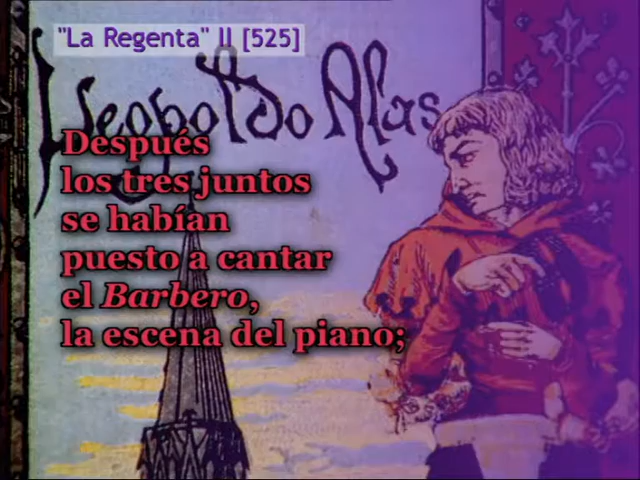 "La Regenta" II [525]
Leopoldo Alas
Después
los tres juntos
se habían
puesto a cantar
el Barbero,
la escena del piano;